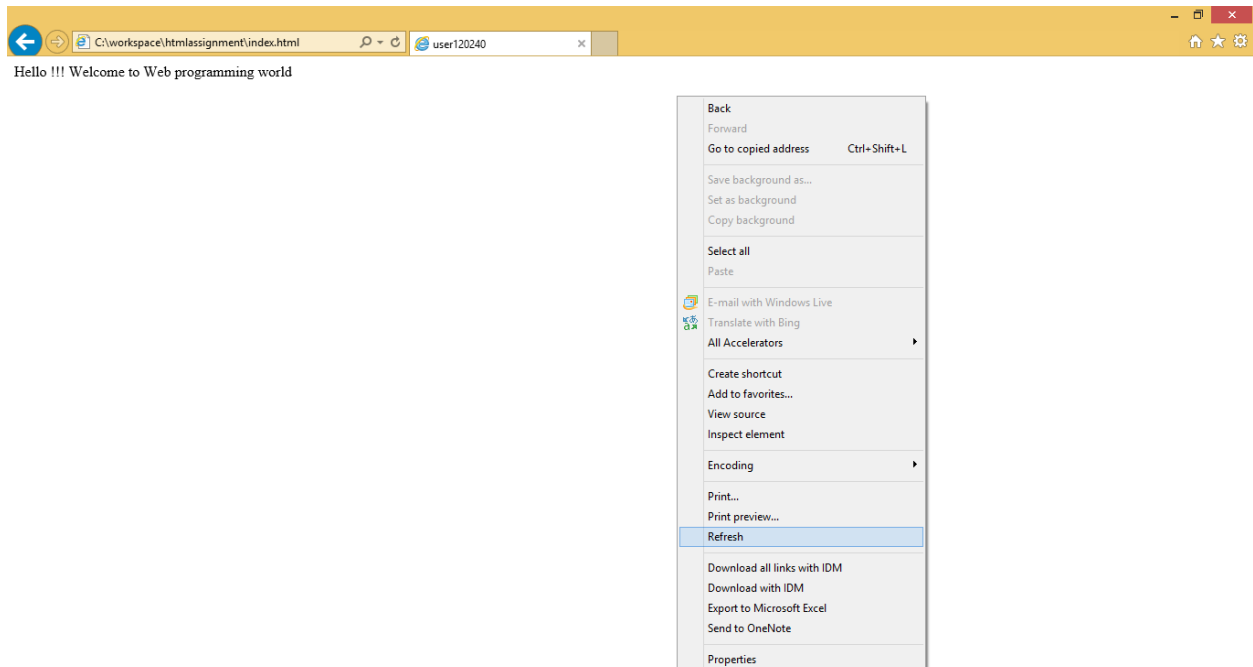 C:\workspace\htmlassignment\index.html
user120240
Hello !!! Welcome to Web programming world
Back
Forward
Go to copied address Ctrl+Shift+L
Save background as...
Set as background
Copy background
Select all
Paste
E-mail with Windows Live
Translate with Bing
All Accelerators
Create shortcut
Add to favorites...
View source
Inspect element
Encoding
Print...
Print preview...
Refresh
Download all links with IDM
Download with IDM
Export to Microsoft Excel
Send to OneNote
Properties